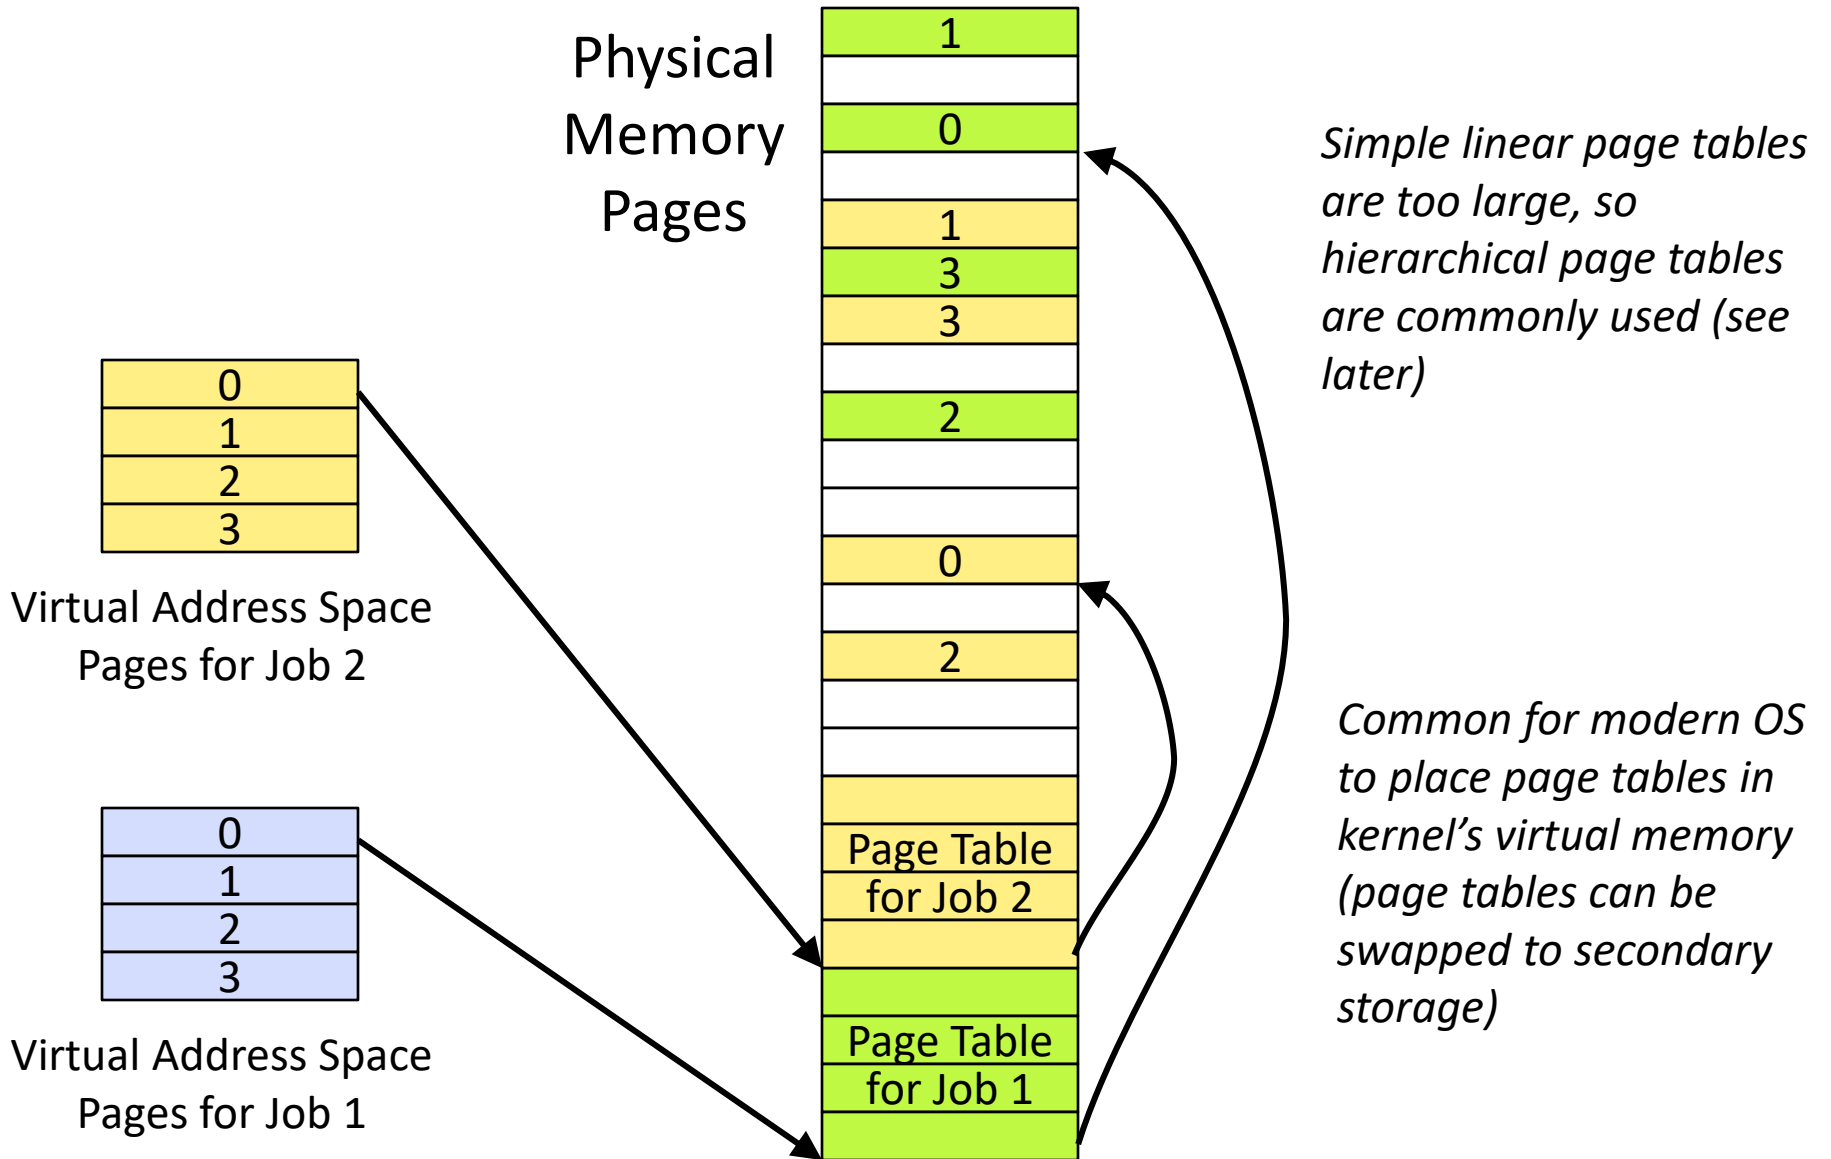 Physical
Memory
Pages
0
1
2
3
Virtual Address Space
Pages for Job 2
0
1
2
3
Virtual Address Space
Pages for Job 1
1
0
1
3
3
2
0
2
Page Table
for Job 2
Page Table
for Job 1
Simple linear page tables
are too large, so
hierarchical page tables
are commonly used (see
later)
Common for modern OS
to place page tables in
kernel’s virtual memory
(page tables can be
swapped to secondary
storage)